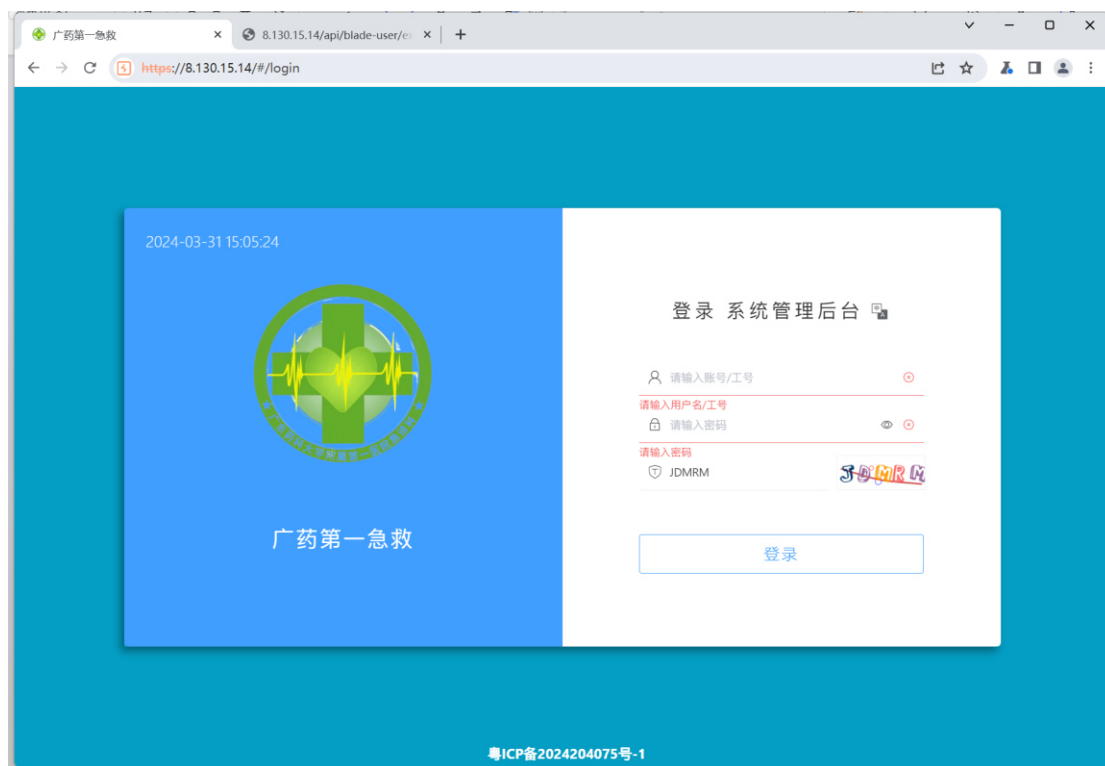 广药第一急救
8.130.15.14/api/blade-user/e
https://8.130.15.14/#/login
2024-03-31 15:05:24
广药第一急救
登录 系统管理后台
请输入账号/工号
请输入用户名/工号
请输入密码
请输入密码
JDMRM
JDMRM
登录
粤ICP备2024204075号-1